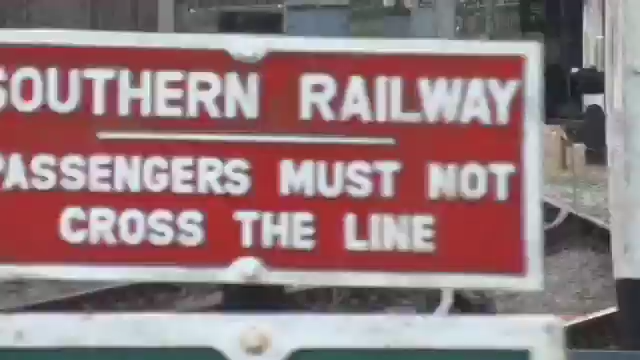 SOUTHERN RAILWAY
PASSENGERS MUST NOT
CROSS THE LINE